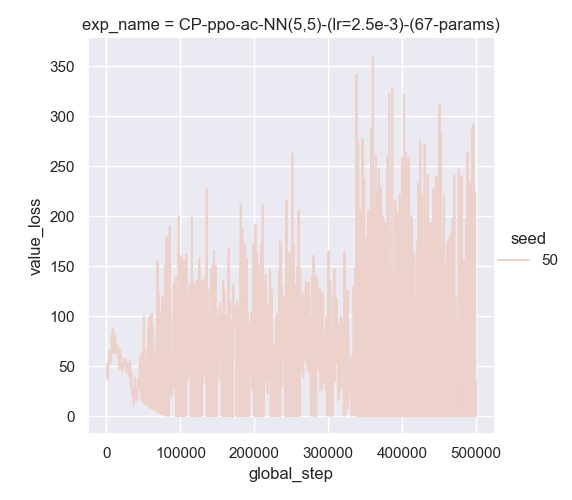 exp_name = CP-ppo-ac-NN(5,5)-(lr=2.5e-3)-(67-params)
350
300
250
200
150
100
50
0
value_loss
0 100000 200000 300000 400000 500000
global_step
seed
50